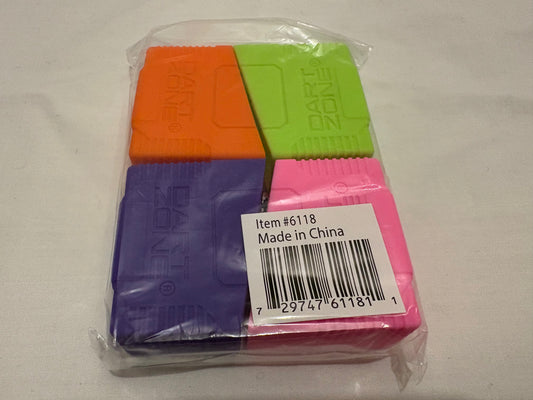 DART
ZONE®
DART
ZONE®
DART
ZONE®
Item #6118
Made in China
7 29747 61181 1